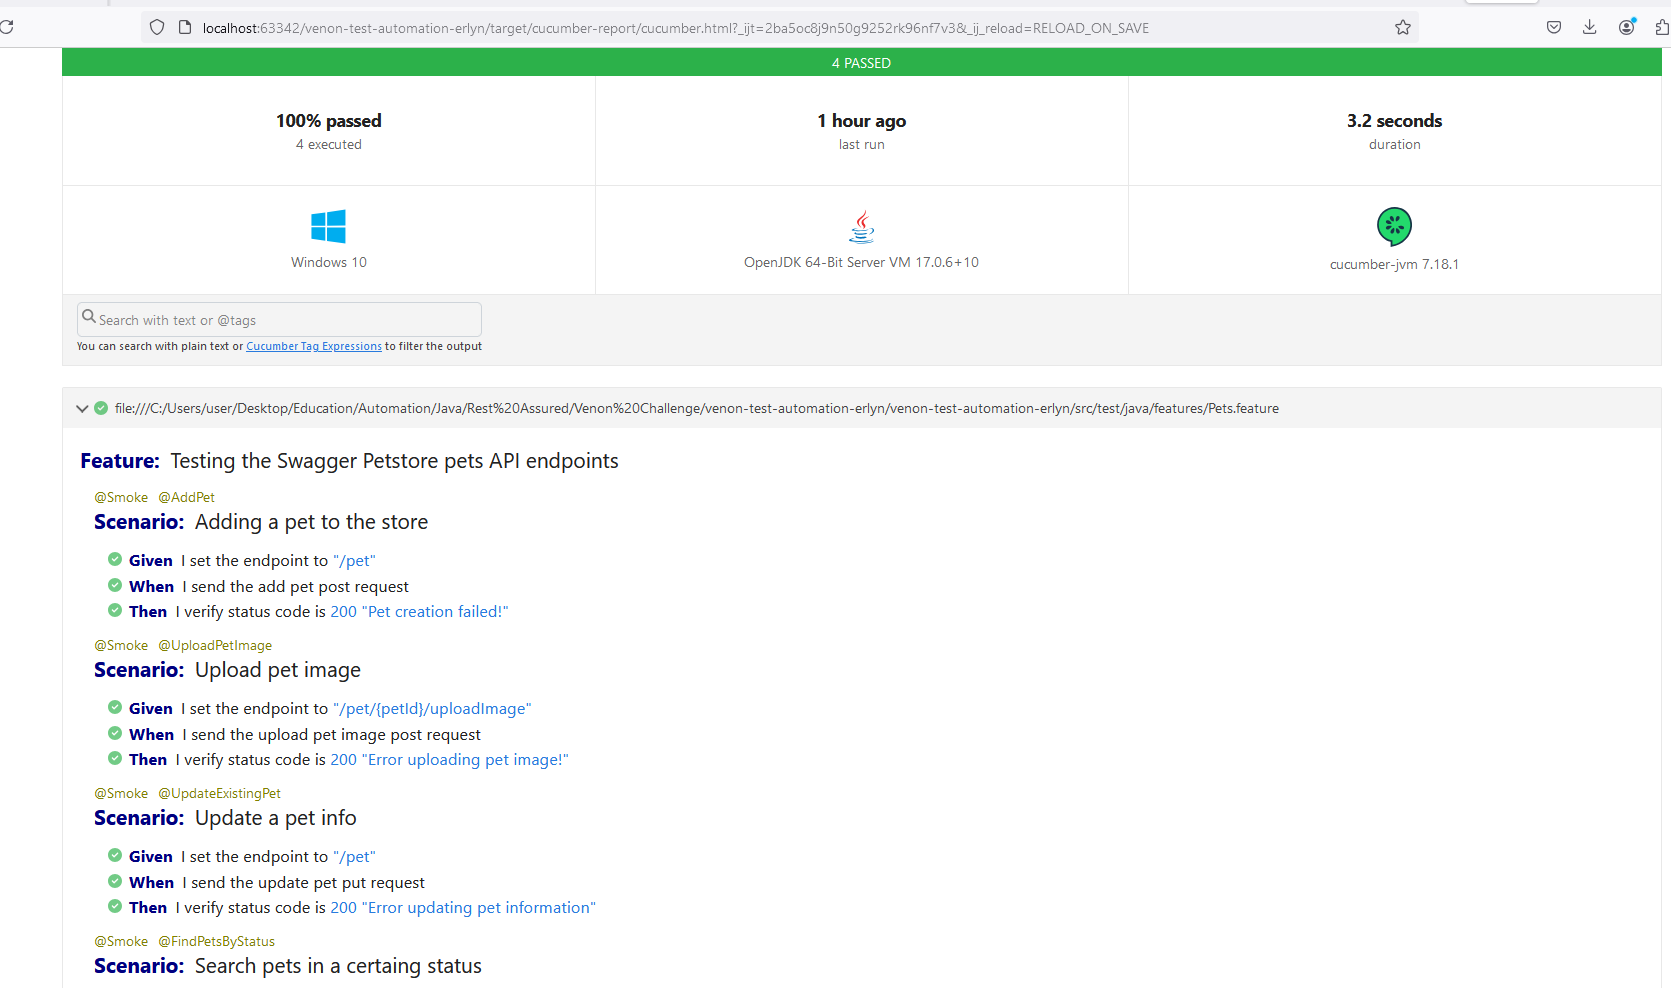 localhost:63342/venon-test-automation-erlyn/target/cucumber-report/cucumber.html?_ijt=2ba5oc8j9n50g9252rk96nf7v3&_ij_reload=RELOAD_ON_SAVE
4 PASSED
100% passed
4 executed
1 hour ago
last run
3.2 seconds
duration
Windows 10
OpenJDK 64-Bit Server VM 17.0.6+10
cucumber-jvm 7.18.1
Search with text or @tags
You can search with plain text or Cucumber Tag Expressions to filter the output
file:///C:/Users/user/Desktop/Education/Automation/Java/Rest%20Assured/Venon%20Challenge/venon-test-automation-erlyn/venon-test-automation-erlyn/src/test/java/features/Pets.feature
Feature: Testing the Swagger Petstore pets API endpoints
@Smoke @AddPet
Scenario: Adding a pet to the store
Given I set the endpoint to "/pet"
When I send the add pet post request
Then I verify status code is 200 "Pet creation failed!"
@Smoke @UploadPetImage
Scenario: Upload pet image
Given I set the endpoint to "/pet/{petId}/uploadImage"
When I send the upload pet image post request
Then I verify status code is 200 "Error uploading pet image!"
@Smoke @UpdateExistingPet
Scenario: Update a pet info
Given I set the endpoint to "/pet"
When I send the update pet put request
Then I verify status code is 200 "Error updating pet information"
@Smoke @FindPetsByStatus
Scenario: Search pets in a certaing status